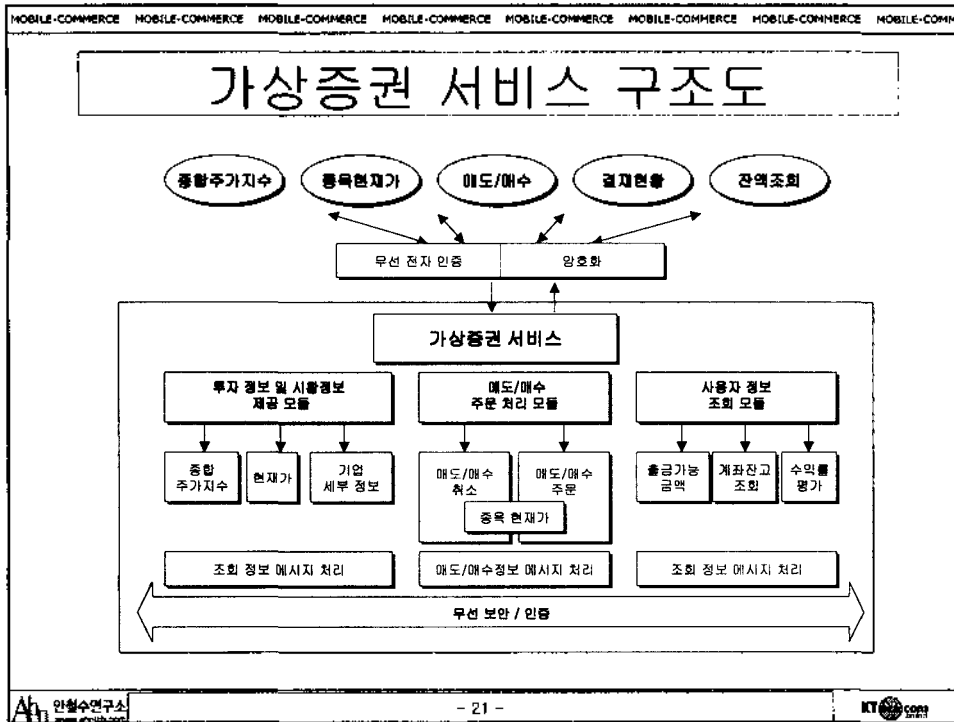 MOBILE-COMMERCE MOBILE-COMMERCE MOBILE-COMMERCE MOBILE-COMMERCE MOBILE-COMMERCE MOBILE-COMMERCE MOBILE-COMMERCE MOBILE-COMM
가상증권 서비스 구조도
종합주가지수 종목현재가 매도/매수 결재현황 잔액조회
무선 전자 인증 암호화
가상증권 서비스
투자 정보 및 시황정보
제공 모듈
매도/매수
주문 처리 모듈
사용자 정보
조회 모듈
종합
주가지수
현재가
기업
세부 정보
매도/매수
취소
매도/매수
주문
종목 현재가
출금가능
금액
계좌잔고
조회
수익률
평가
조회 정보 메시지 처리 매도/매수정보 메시지 처리 조회 정보 메시지 처리
무선 보안 / 인증
Ahn 안철수연구소
- 21 -